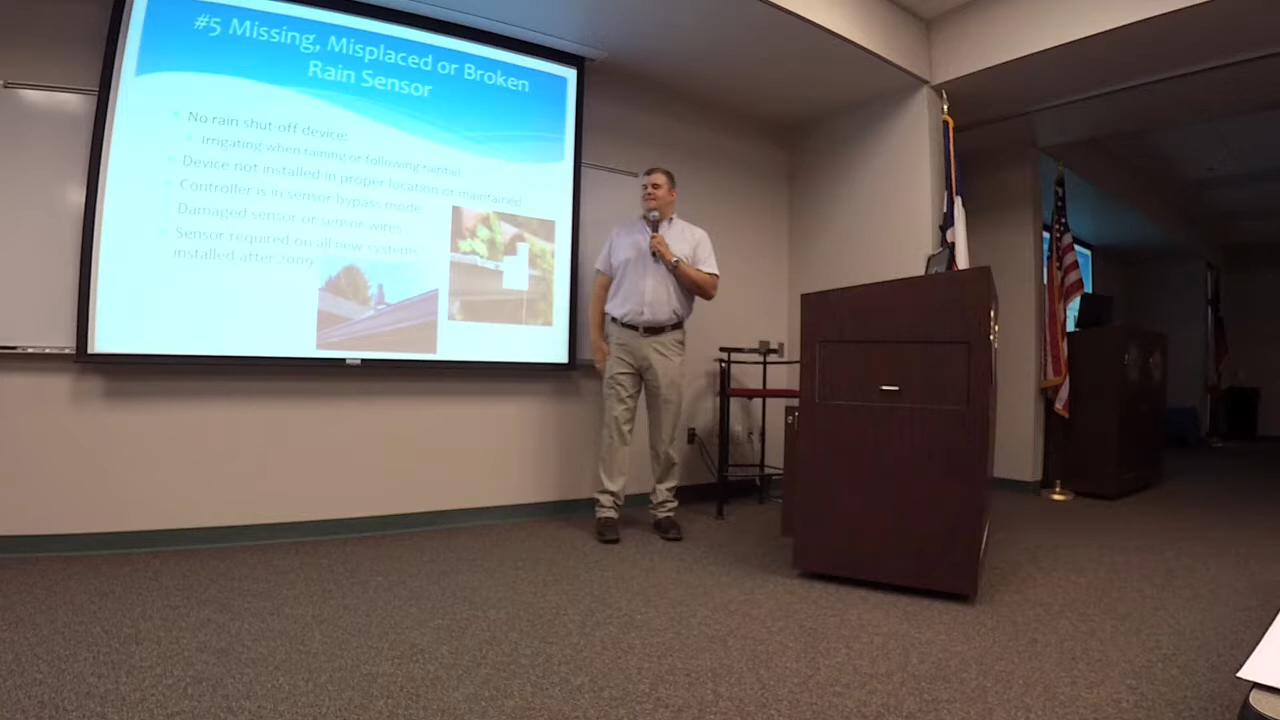 #5 Missing, Misplaced or Broken
Rain Sensor
No rain shut-off device:
Irrigating when raining or following rainfall
Device not installed in proper location or maintained
Controller is in sensor bypass mode
Damaged sensor or sensor wires
Sensor required on all new systems
installed after 2009